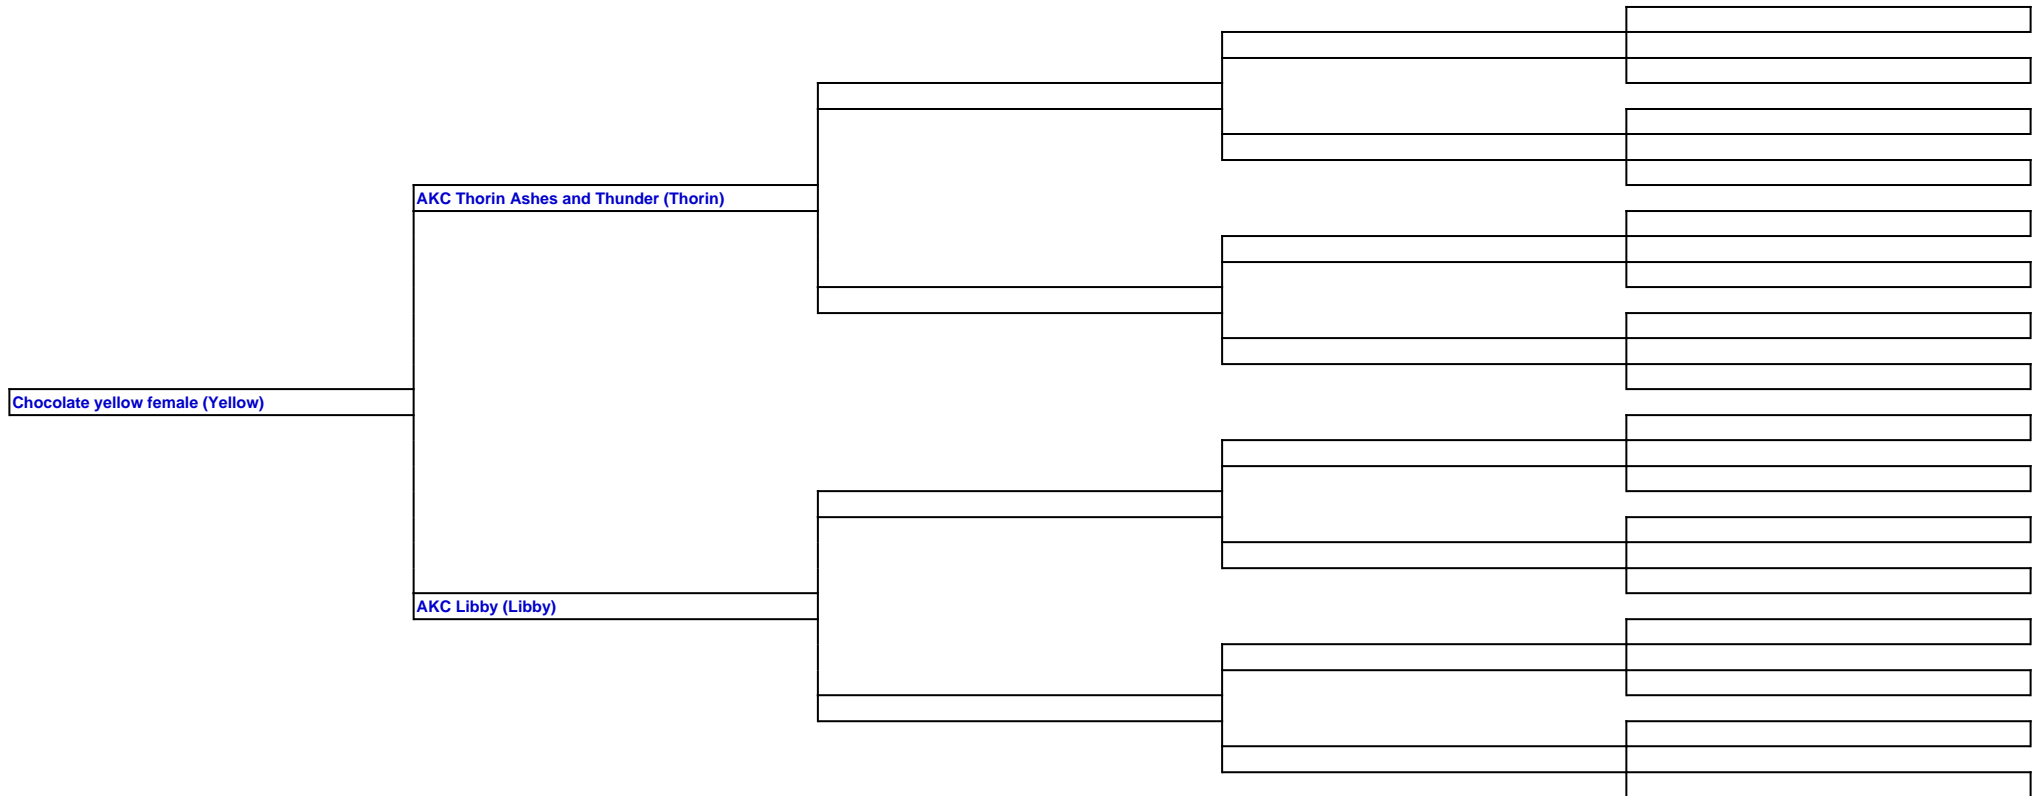 AKC Thorin Ashes and Thunder (Thorin)
Chocolate yellow female (Yellow)
AKC Libby (Libby)